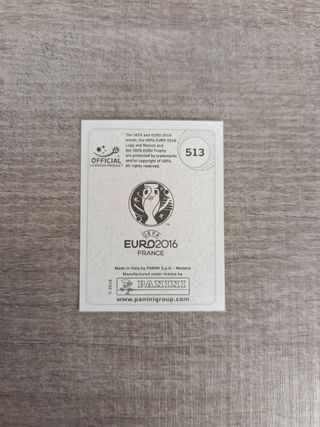 The UEFA and EURO 2016
words, the UEFA EURO 2016
Logo and Mascot and
the UEFA EURO Trophy
are protected by trademarks
and/or copyright of UEFA.
All rights reserved.
OFFICIAL
LICENSED PRODUCT
513
UEFA
EURO2016
FRANCE
Made in Italy by PANINI S.p.A. - Modena
Manufactured under licence by
© 2016
PANINI
www.paninigroup.com